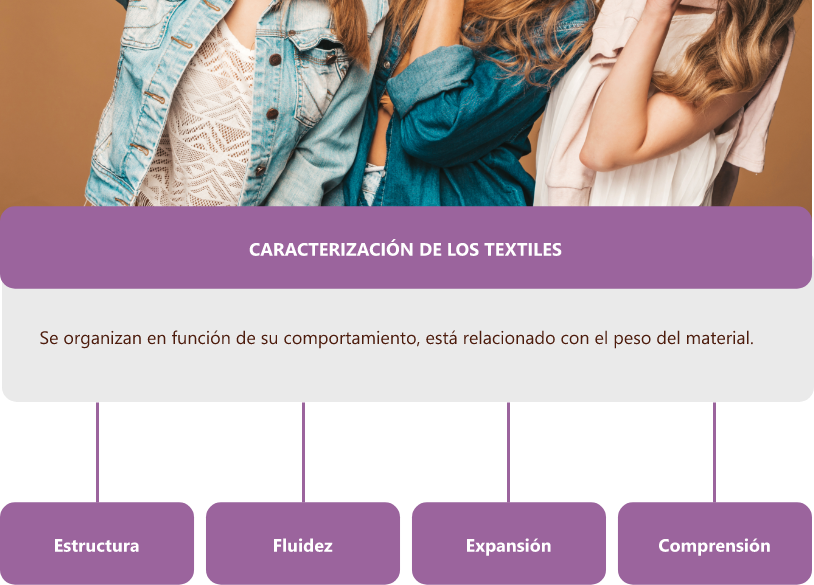 CARACTERIZACIÓN DE LOS TEXTILES
Se organizan en función de su comportamiento, está relacionado con el peso del material.
Estructura
Fluidez
Expansión
Comprensión